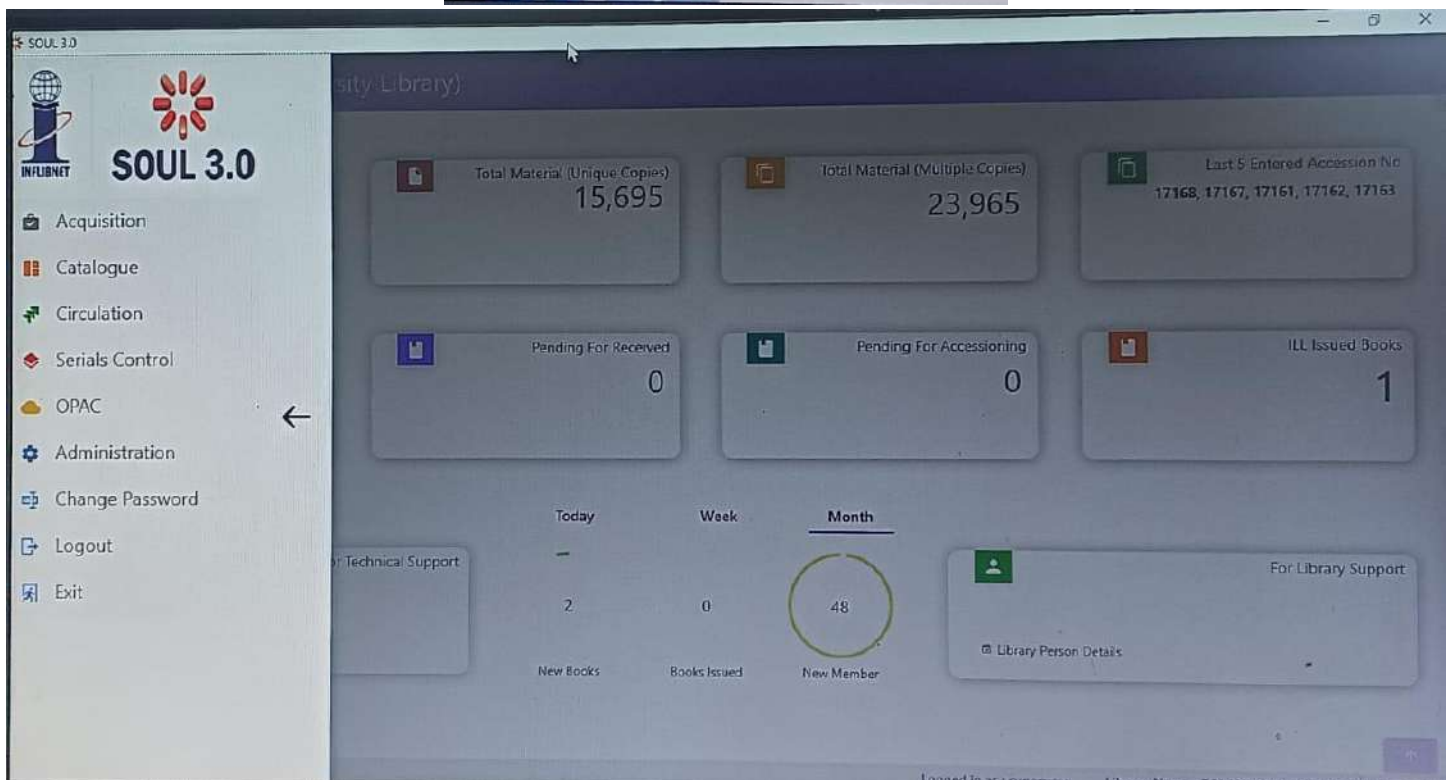 SOUL 3.0
sity Library)
INFLIBNET
SOUL 3.0
Acquisition
Catalogue
Circulation
Serials Control
OPAC
Administration
Change Password
Logout
Exit
Total Material (Unique Copies)
15,695
Total Material (Multiple Copies)
23,965
Last 5 Entered Accession No
17168, 17167, 17161, 17162, 17163
Pending For Received
0
Pending For Accessioning
0
ILL Issued Books
1
Technical Support
Today Week Month
2 0 48
New Books Books Issued New Member
For Library Support
Library Person Details
Logged In